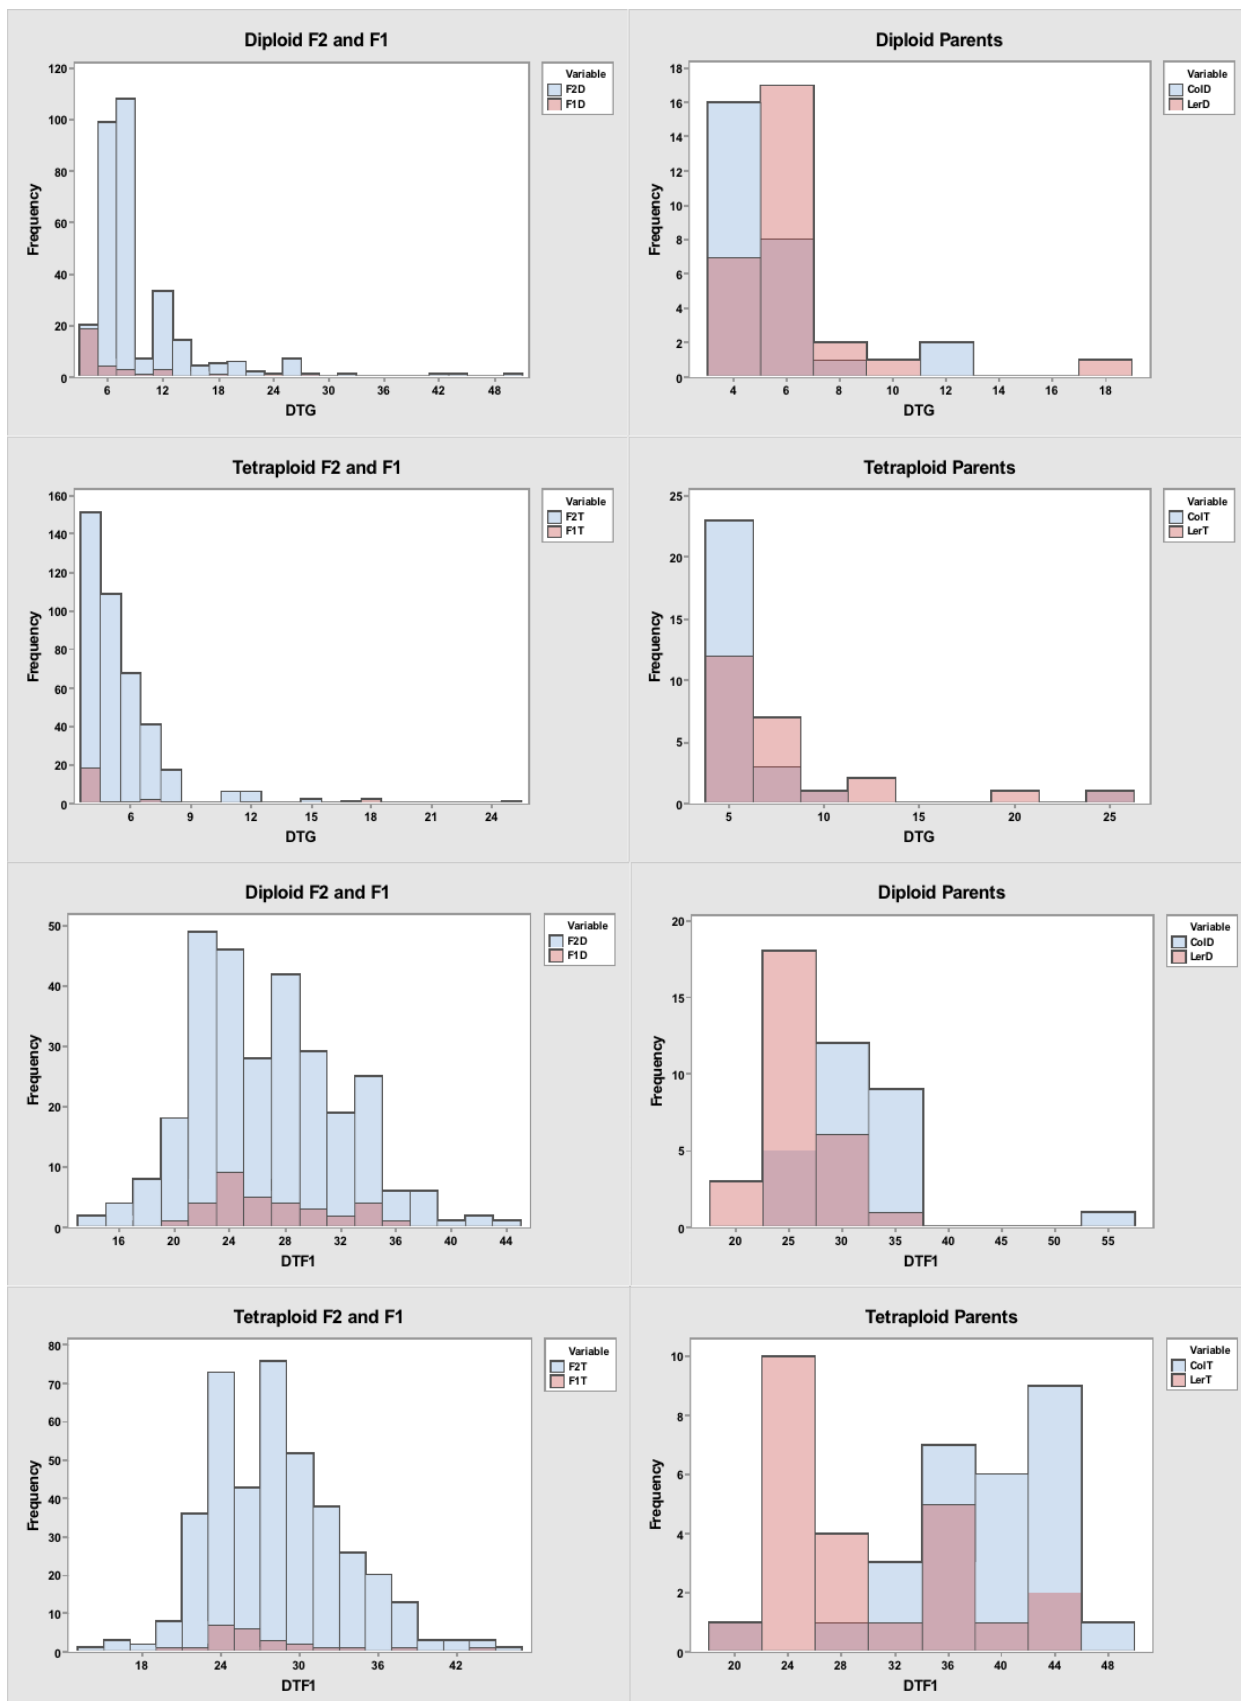 Diploid F2 and F1
Variable
F2D
F1D
120
100
80
60
40
20
0
Frequency
6 12 18 24 30 36 42 48
DTG
Diploid Parents
Variable
ColD
LerD
18
16
14
12
10
8
6
4
2
0
Frequency
4 6 8 10 12 14 16 18
DTG
Tetraploid F2 and F1
Variable
F2T
F1T
160
140
120
100
80
60
40
20
0
Frequency
6 9 12 15 18 21 24
DTG
Tetraploid Parents
Variable
ColT
LerT
25
20
15
10
5
0
Frequency
5 10 15 20 25
DTG
Diploid F2 and F1
Variable
F2D
F1D
50
40
30
20
10
0
Frequency
16 20 24 28 32 36 40 44
DTF1
Diploid Parents
Variable
ColD
LerD
20
15
10
5
0
Frequency
20 25 30 35 40 45 50 55
DTF1
Tetraploid F2 and F1
Variable
F2T
F1T
80
70
60
50
40
30
20
10
0
Frequency
18 24 30 36 42
DTF1
Tetraploid Parents
Variable
ColT
LerT
10
8
6
4
2
0
Frequency
20 24 28 32 36 40 44 48
DTF1